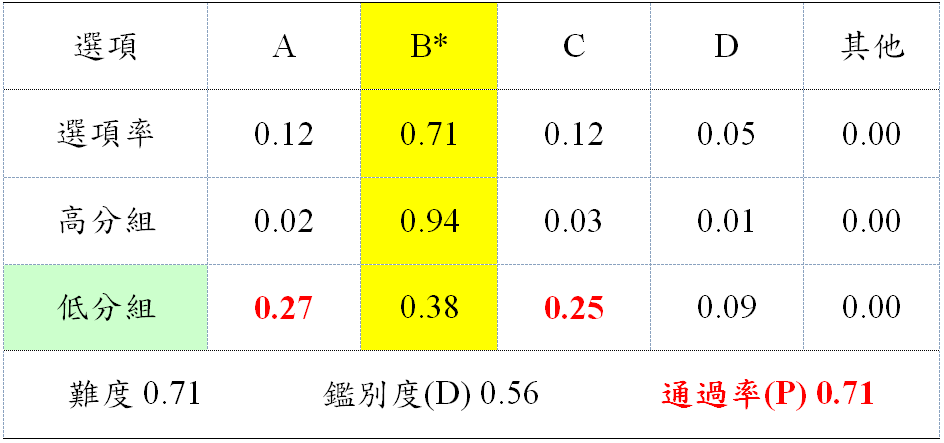 選項 A B* C D 其他
選項率 0.12 0.71 0.12 0.05 0.00
高分組 0.02 0.94 0.03 0.01 0.00
低分組 0.27 0.38 0.25 0.09 0.00
難度 0.71 鑑別度(D) 0.56 通過率(P) 0.71